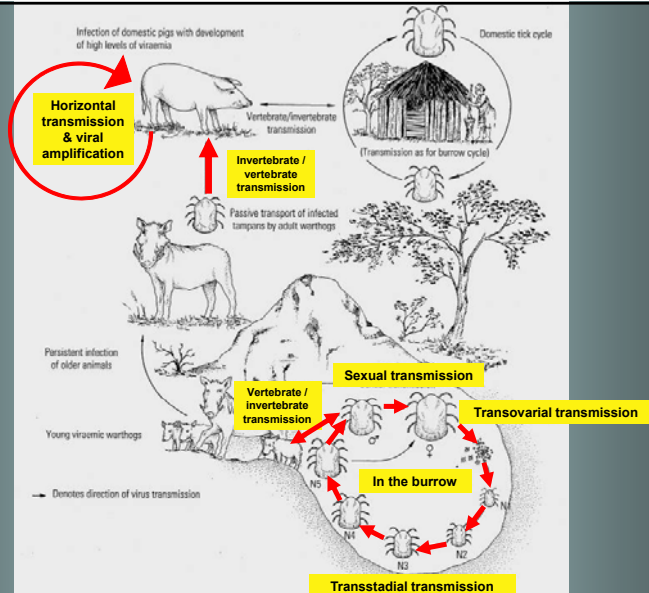 Infection of domestic pigs with development
of high levels of viraemia
Domestic tick cycle
Horizontal
transmission
& viral
amplification
Vertebrate/invertebrate
transmission
Invertebrate /
vertebrate
transmission
(Transmission as for burrow cycle)
Passive transport of infected
tampans by adult warthogs
Persistent infection
of older animals
Sexual transmission
Vertebrate /
invertebrate
transmission
Transovarial transmission
Young viraemic warthogs
♂
♀
In the burrow
N5
N1
Denotes direction of virus transmission
N4
N2
N3
Transstadial transmission